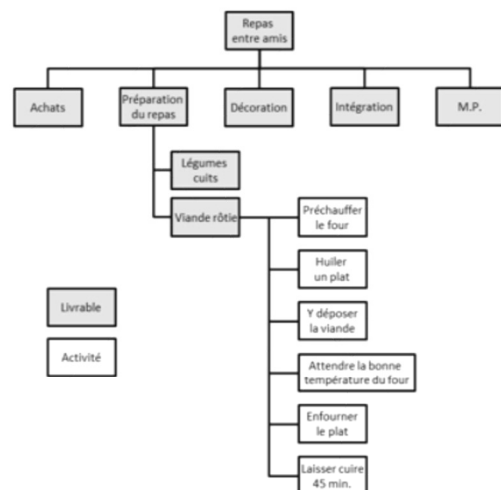 Repas
entre amis
Achats
Préparation
du repas
Décoration
Intégration
M.P.
Légumes
cuits
Viande rôtie
Préchauffer
le four
Huiler
un plat
Y déposer
la viande
Attendre la bonne
température du four
Enfourner
le plat
Laisser cuire
45 min.
Livrable
Activité